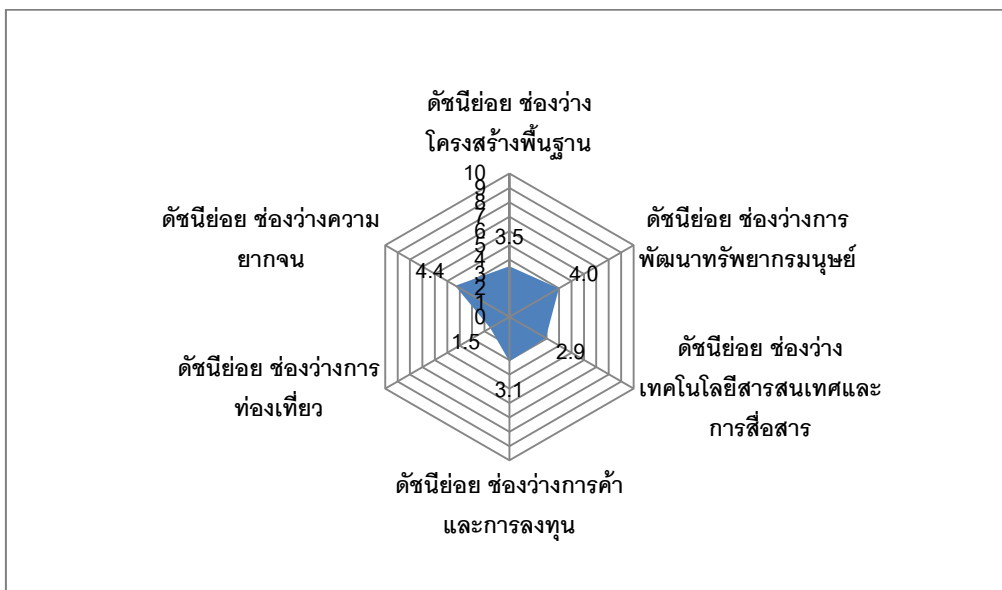 ดัชนีย่อย ช่องว่าง
โครงสร้างพื้นฐาน
10
9
8
7
6
5
4
3
2
1
0
3.5
ดัชนีย่อย ช่องว่างการ
พัฒนาทรัพยากรมนุษย์
4.0
ดัชนีย่อย ช่องว่าง
เทคโนโลยีสารสนเทศและ
การสื่อสาร
2.9
3.1
ดัชนีย่อย ช่องว่างการค้า
และการลงทุน
1.5
ดัชนีย่อย ช่องว่างการ
ท่องเที่ยว
4.4
ดัชนีย่อย ช่องว่างความ
ยากจน